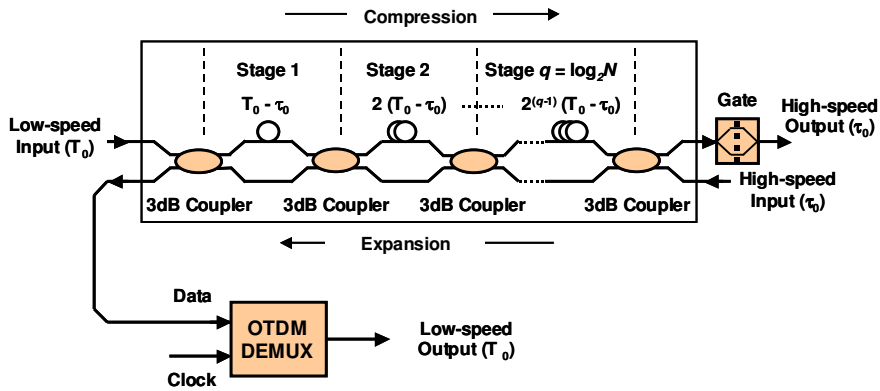 Compression
Stage 1
Stage 2
Stage q = log₂N
T₀ - τ₀
2 (T₀ - τ₀)
2⁽q⁻¹⁾ (T₀ - τ₀)
Gate
High-speed
Output (τ₀)
Low-speed
Input (T₀)
High-speed
Input (τ₀)
3dB Coupler
3dB Coupler
3dB Coupler
3dB Coupler
Expansion
Data
OTDM
DEMUX
Low-speed
Output (T₀)
Clock